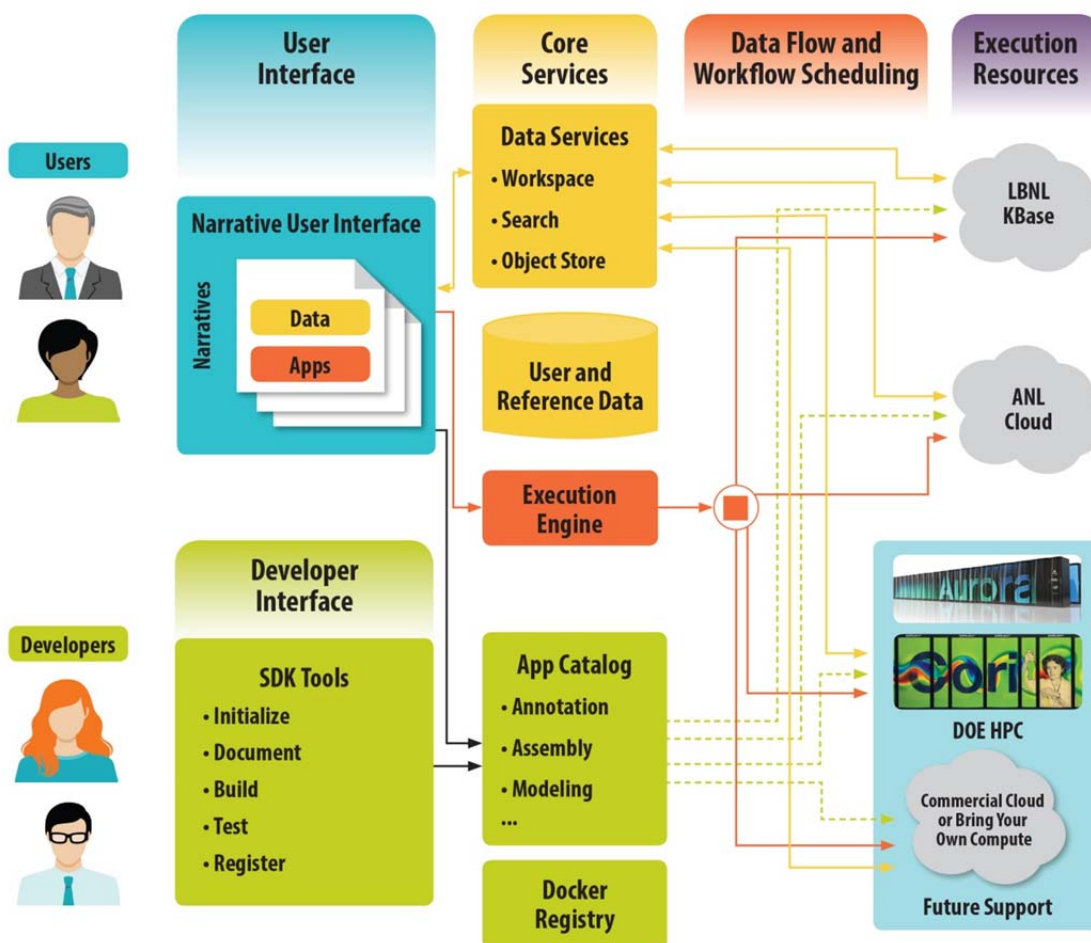 User
Interface
Core
Services
Data Flow and
Workflow Scheduling
Execution
Resources
Users
Narrative User Interface
Narratives
Data
Apps
Data Services
• Workspace
• Search
• Object Store
User and
Reference Data
Execution
Engine
LBNL
KBase
ANL
Cloud
Developers
Developer
Interface
SDK Tools
• Initialize
• Document
• Build
• Test
• Register
App Catalog
• Annotation
• Assembly
• Modeling
...
Docker
Registry
Aurora
Cori
DOE HPC
Commercial Cloud
or Bring Your
Own Compute
Future Support